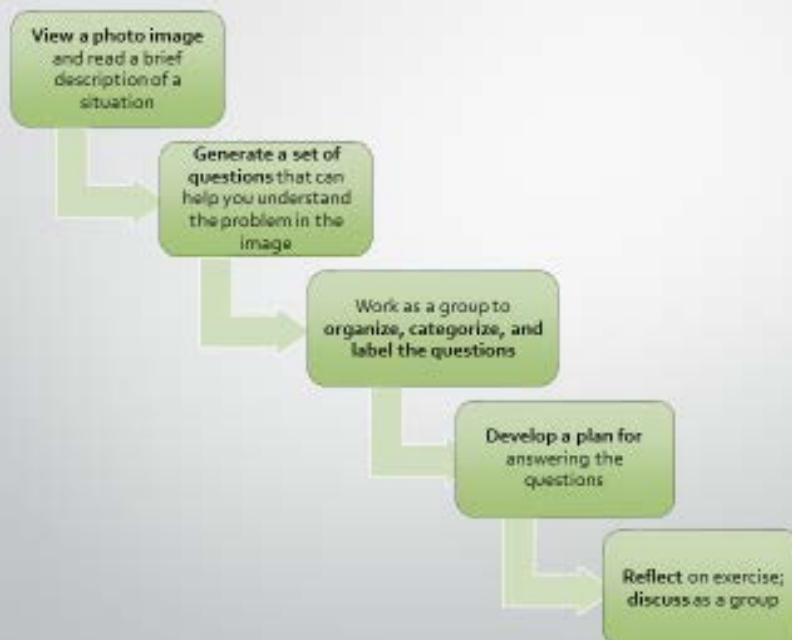 View a photo image
and read a brief
description of a
situation
Generate a set of
questions that can
help you understand
the problem in the
image
Work as a group to
organize, categorize, and
label the questions
Develop a plan for
answering the
questions
Reflect on exercise;
discuss as a group